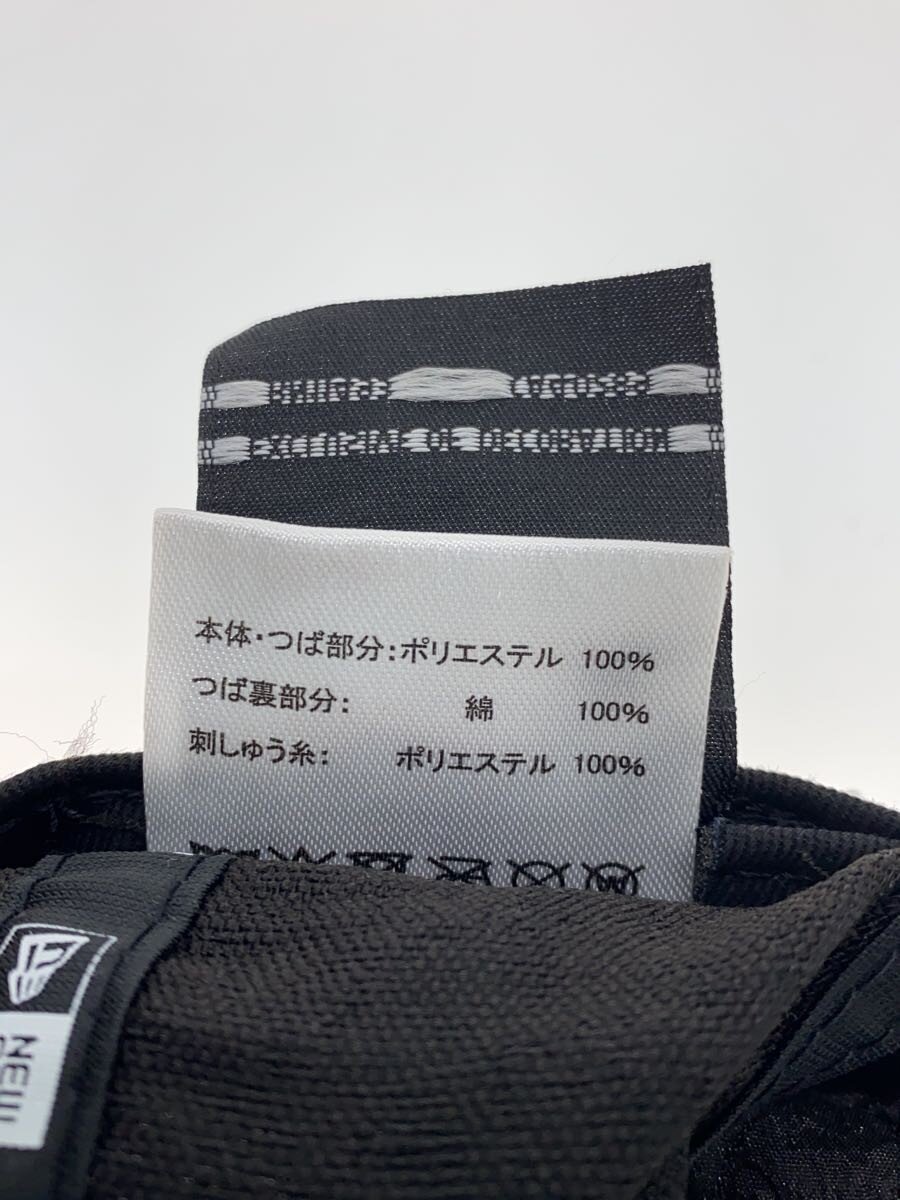 本体・つば部分:ポリエステル 100%
つば裏部分: 綿 100%
刺しゅう糸: ポリエステル 100%
NEW